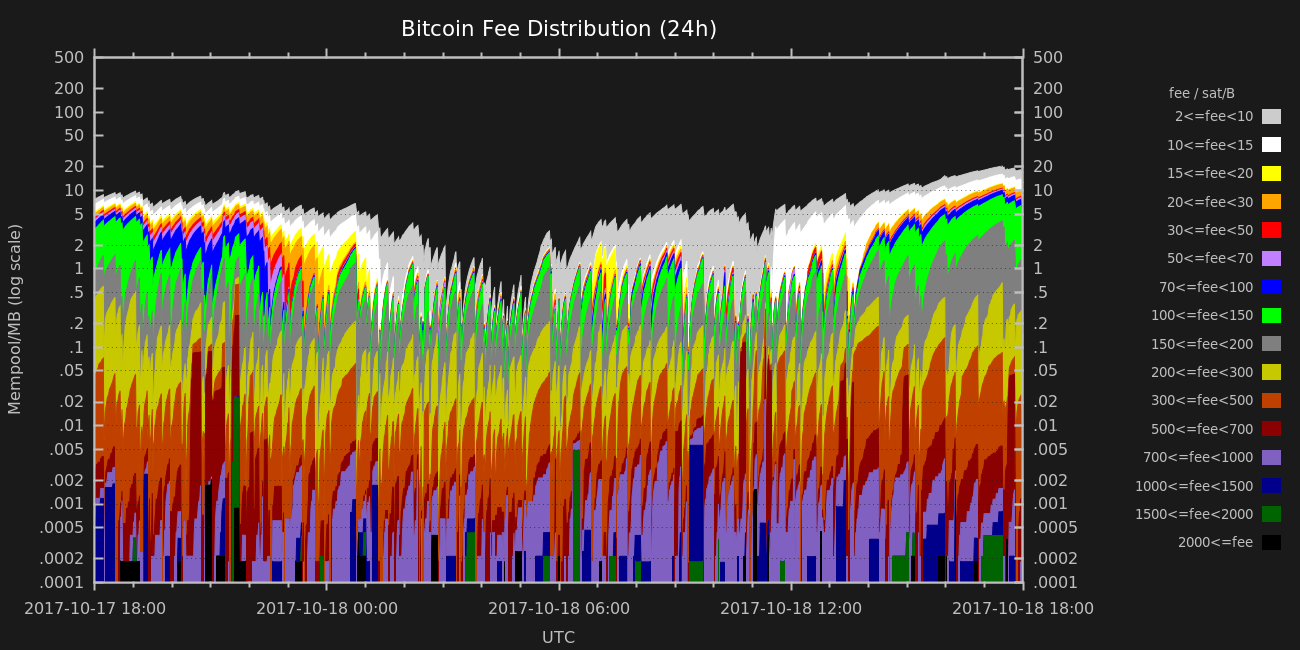 Bitcoin Fee Distribution (24h)
500 500
200 200
100 100
50 50
20 20
10 10
5 5
2 2
1 1
.5 .5
.2 .2
.1 .1
.05 .05
.02 .02
.01 .01
.005 .005
.002 .002
.001 .001
.0005 .0005
.0002 .0002
.0001 .0001
Mempool/MB (log scale)
2017-10-17 18:00 2017-10-18 00:00 2017-10-18 06:00 2017-10-18 12:00 2017-10-18 18:00
UTC
fee / sat/B
2<=fee<10
10<=fee<15
15<=fee<20
20<=fee<30
30<=fee<50
50<=fee<70
70<=fee<100
100<=fee<150
150<=fee<200
200<=fee<300
300<=fee<500
500<=fee<700
700<=fee<1000
1000<=fee<1500
1500<=fee<2000
2000<=fee